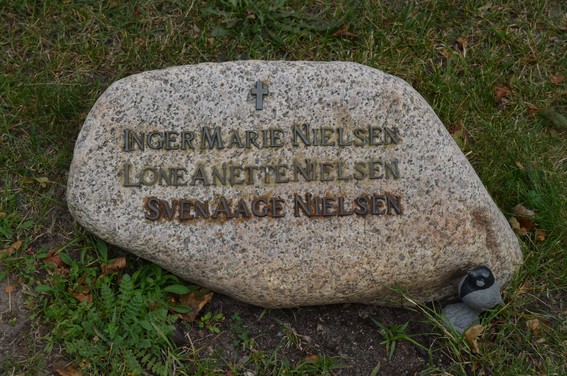 Inger Marie Nielsen
Lone Anette Nielsen
Sven Aage Nielsen